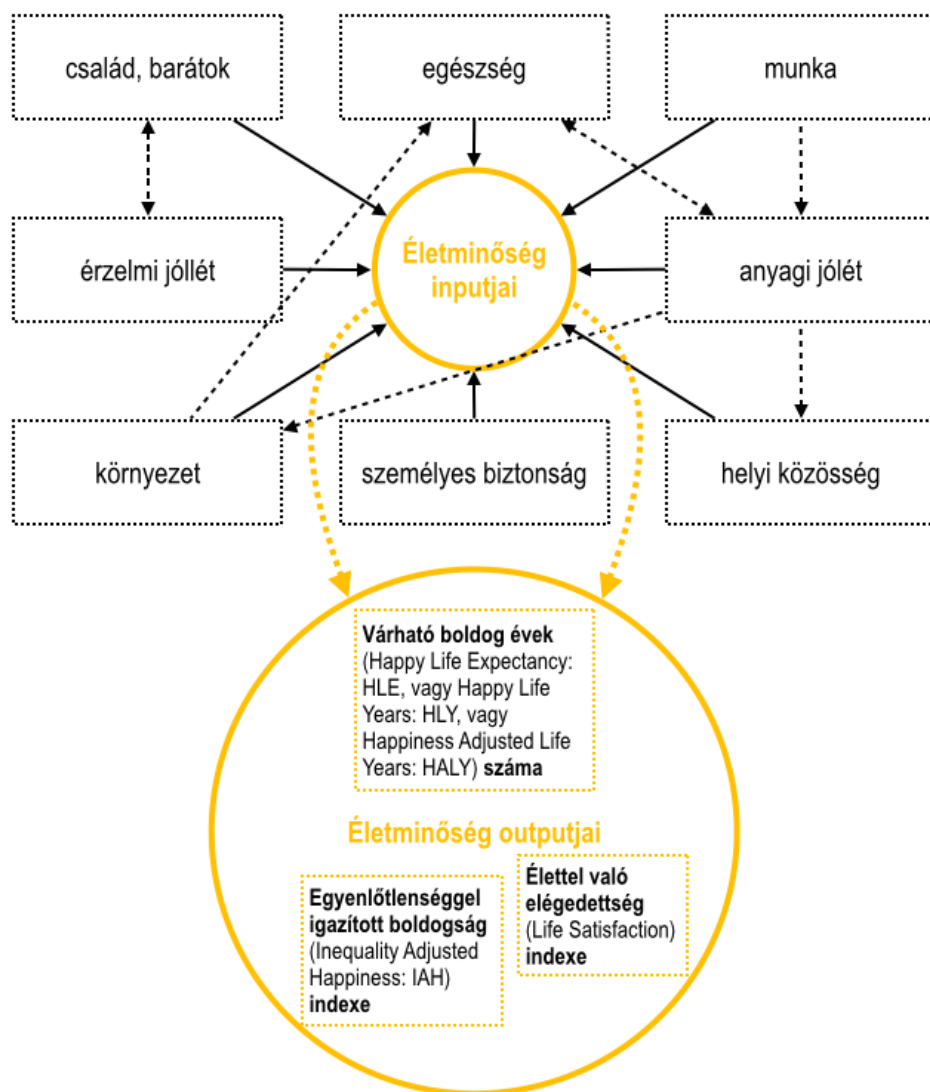 család, barátok
egészség
munka
érzelmi jóllét
Életminőség
inputjai
anyagi jólét
környezet
személyes biztonság
helyi közösség
Várható boldog évek
(Happy Life Expectancy:
HLE, vagy Happy Life
Years: HLY, vagy
Happiness Adjusted Life
Years: HALY) száma
Életminőség outputjai
Egyenlőtlenséggel
igazított boldogság
(Inequality Adjusted
Happiness: IAH)
indexe
Élettel való
elégedettség
(Life Satisfaction)
indexe